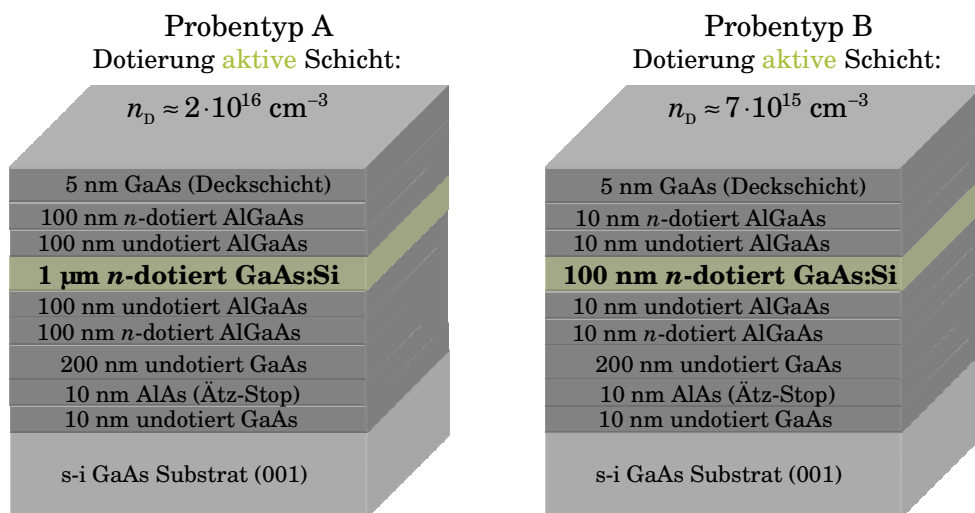 Probentyp A
Dotierung aktive Schicht:
n_D ≈ 2·10¹⁶ cm⁻³
5 nm GaAs (Deckschicht)
100 nm n-dotiert AlGaAs
100 nm undotiert AlGaAs
1 µm n-dotiert GaAs:Si
100 nm undotiert AlGaAs
100 nm n-dotiert AlGaAs
200 nm undotiert GaAs
10 nm AlAs (Ätz-Stop)
10 nm undotiert GaAs
s-i GaAs Substrat (001)
Probentyp B
Dotierung aktive Schicht:
n_D ≈ 7·10¹⁵ cm⁻³
5 nm GaAs (Deckschicht)
10 nm n-dotiert AlGaAs
10 nm undotiert AlGaAs
100 nm n-dotiert GaAs:Si
10 nm undotiert AlGaAs
10 nm n-dotiert AlGaAs
200 nm undotiert GaAs
10 nm AlAs (Ätz-Stop)
10 nm undotiert GaAs
s-i GaAs Substrat (001)